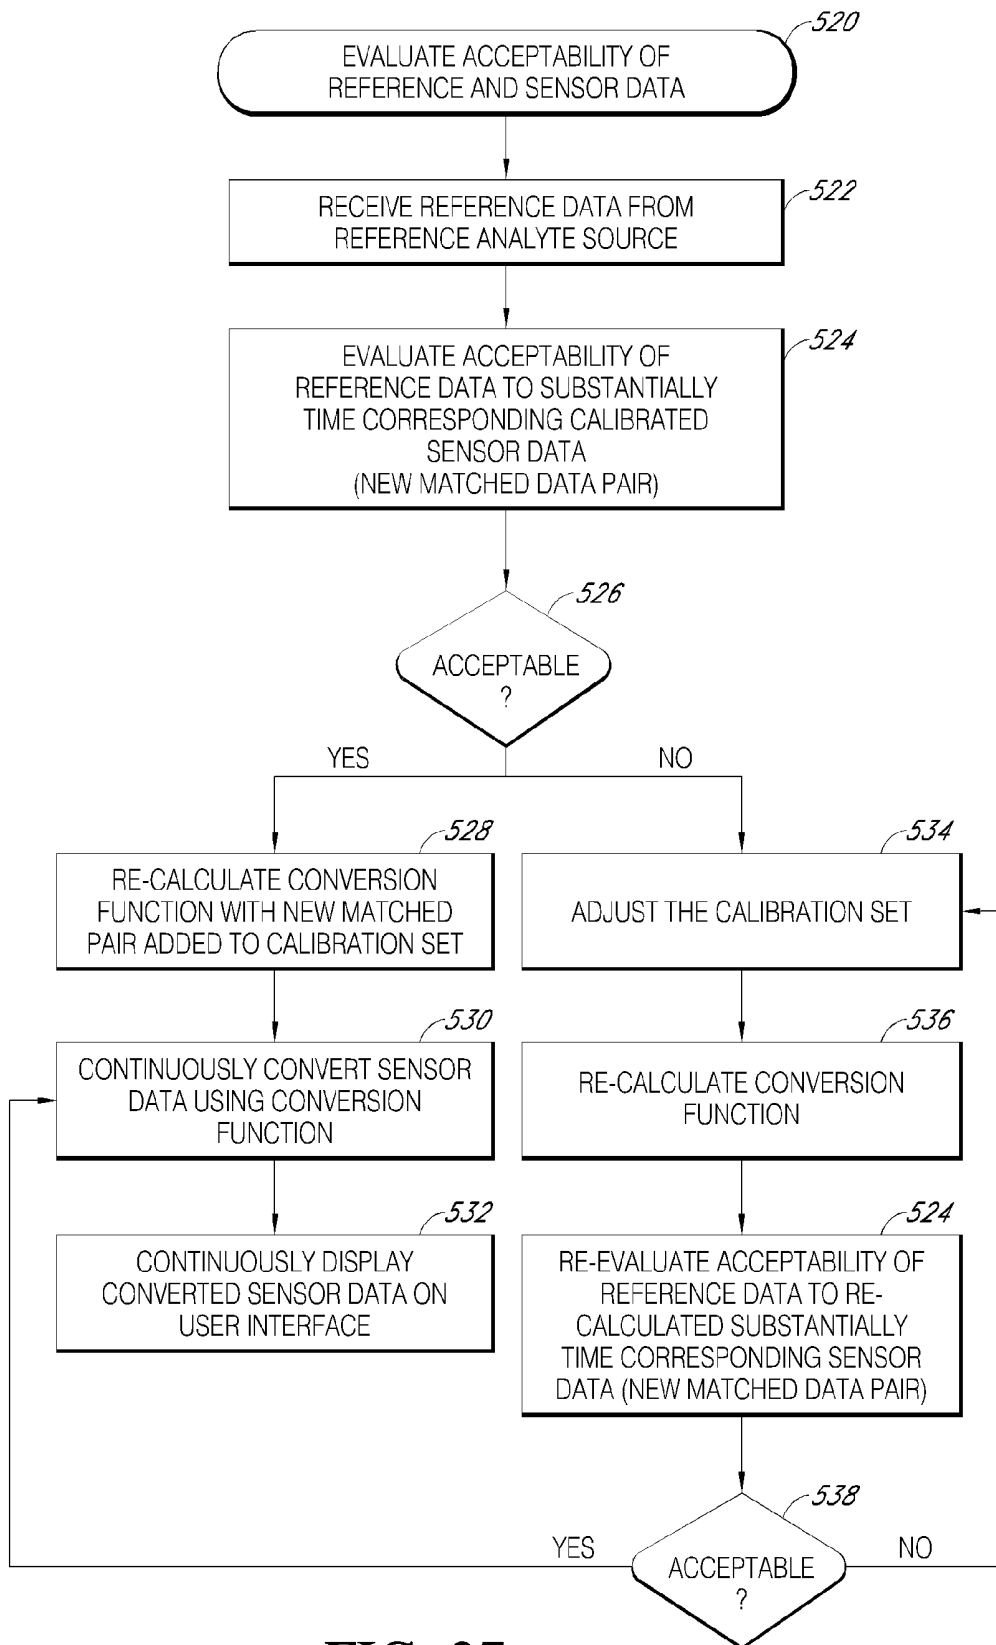 520
EVALUATE ACCEPTABILITY OF
REFERENCE AND SENSOR DATA
522
RECEIVE REFERENCE DATA FROM
REFERENCE ANALYTE SOURCE
524
EVALUATE ACCEPTABILITY OF
REFERENCE DATA TO SUBSTANTIALLY
TIME CORRESPONDING CALIBRATED
SENSOR DATA
(NEW MATCHED DATA PAIR)
526
ACCEPTABLE
?
YES
NO
528
RE-CALCULATE CONVERSION
FUNCTION WITH NEW MATCHED
PAIR ADDED TO CALIBRATION SET
530
CONTINUOUSLY CONVERT SENSOR
DATA USING CONVERSION
FUNCTION
532
CONTINUOUSLY DISPLAY
CONVERTED SENSOR DATA ON
USER INTERFACE
534
ADJUST THE CALIBRATION SET
536
RE-CALCULATE CONVERSION
FUNCTION
524
RE-EVALUATE ACCEPTABILITY OF
REFERENCE DATA TO RE-
CALCULATED SUBSTANTIALLY
TIME CORRESPONDING SENSOR
DATA (NEW MATCHED DATA PAIR)
538
ACCEPTABLE
?
YES
NO